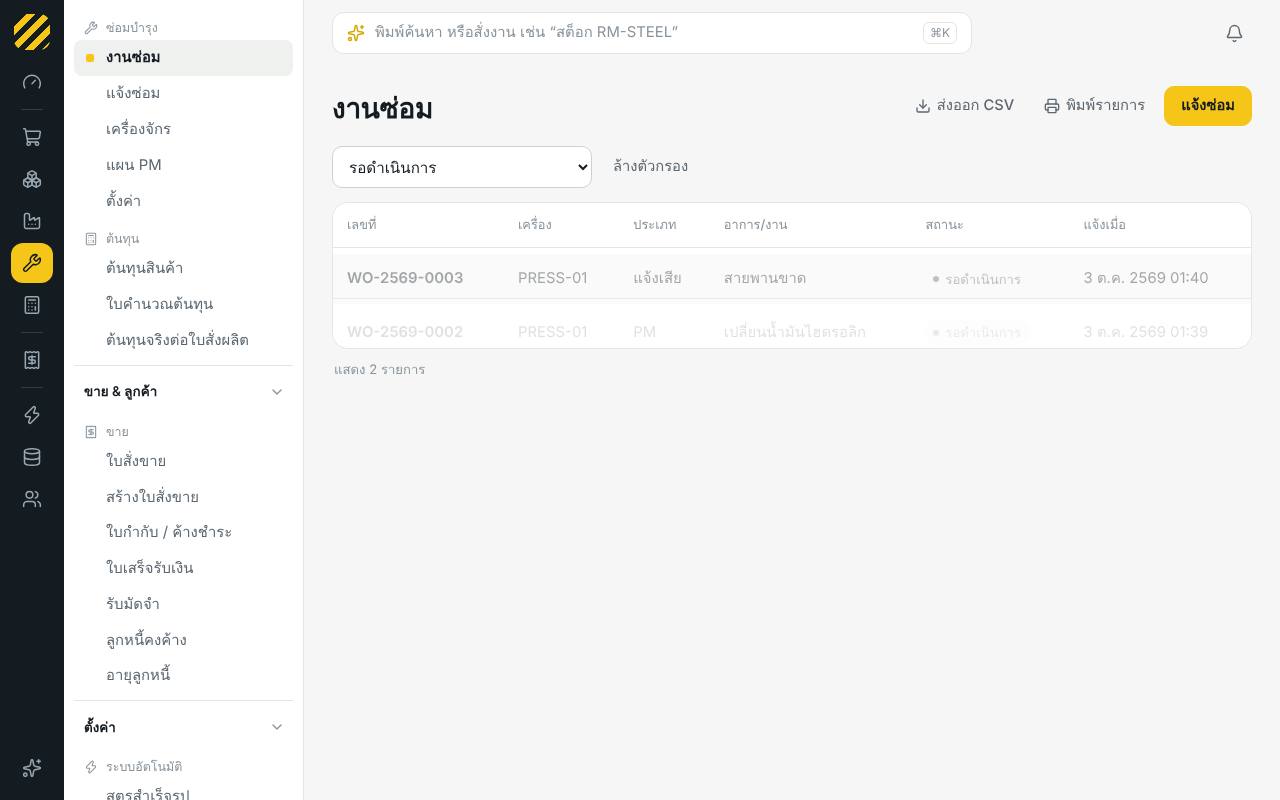 ซ่อมบำรุง
งานซ่อม
แจ้งซ่อม
เครื่องจักร
แผน PM
ตั้งค่า
ต้นทุน
ต้นทุนสินค้า
ใบคำนวณต้นทุน
ต้นทุนจริงต่อใบสั่งผลิต
ขาย & ลูกค้า
ขาย
ใบสั่งขาย
สร้างใบสั่งขาย
ใบกำกับ / ค้างชำระ
ใบเสร็จรับเงิน
รับมัดจำ
ลูกหนี้คงค้าง
อายุลูกหนี้
ตั้งค่า
ระบบอัตโนมัติ
สูตรสำเร็จรูป
พิมพ์ค้นหา หรือสั่งงาน เช่น “สต็อก RM-STEEL” ⌘K
งานซ่อม
ส่งออก CSV พิมพ์รายการ แจ้งซ่อม
รอดำเนินการ ล้างตัวกรอง
เลขที่ เครื่อง ประเภท อาการ/งาน สถานะ แจ้งเมื่อ
WO-2569-0003 PRESS-01 แจ้งเสีย สายพานขาด รอดำเนินการ 3 ต.ค. 2569 01:40
WO-2569-0002 PRESS-01 PM เปลี่ยนน้ำมันไฮดรอลิก รอดำเนินการ 3 ต.ค. 2569 01:39
แสดง 2 รายการ